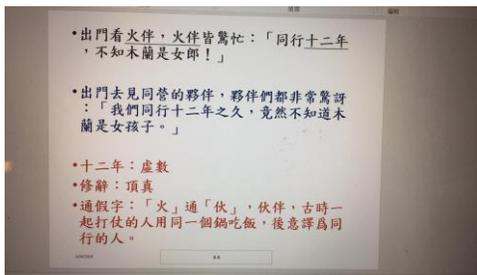 •出門看火伴，火伴皆驚忙：「同行十二年
，不知木蘭是女郎！」
•出門去見同營的夥伴，夥伴們都非常驚訝
：「我們同行十二年之久，竟然不知道木
蘭是女孩子。」
•十二年：虛數
•修辭：頂真
•通假字：「火」通「伙」，伙伴，古時一
起打仗的人用同一個鍋吃飯，後意譯爲同
行的人。